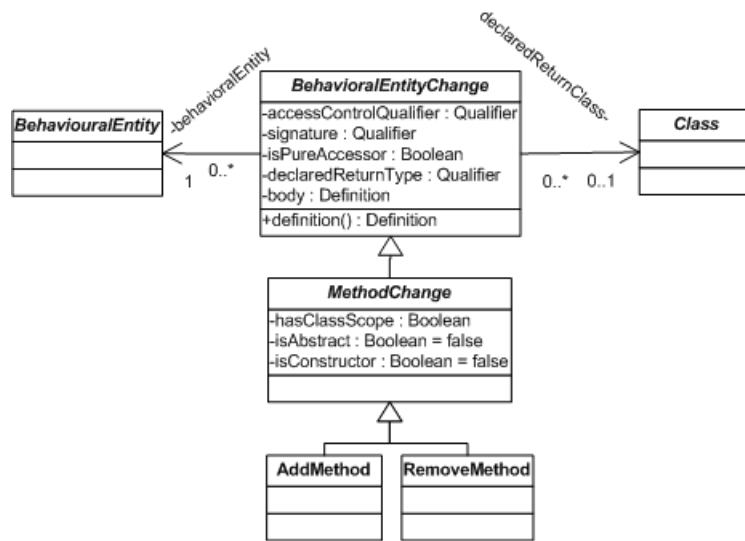 -behavioralEntity
declaredReturnClass-
BehavioralEntityChange
-accessControlQualifier : Qualifier
-signature : Qualifier
-isPureAccessor : Boolean
-declaredReturnType : Qualifier
-body : Definition
+definition() : Definition
BehaviouralEntity
Class
1
0..*
0..*
0..1
MethodChange
-hasClassScope : Boolean
-isAbstract : Boolean = false
-isConstructor : Boolean = false
AddMethod
RemoveMethod